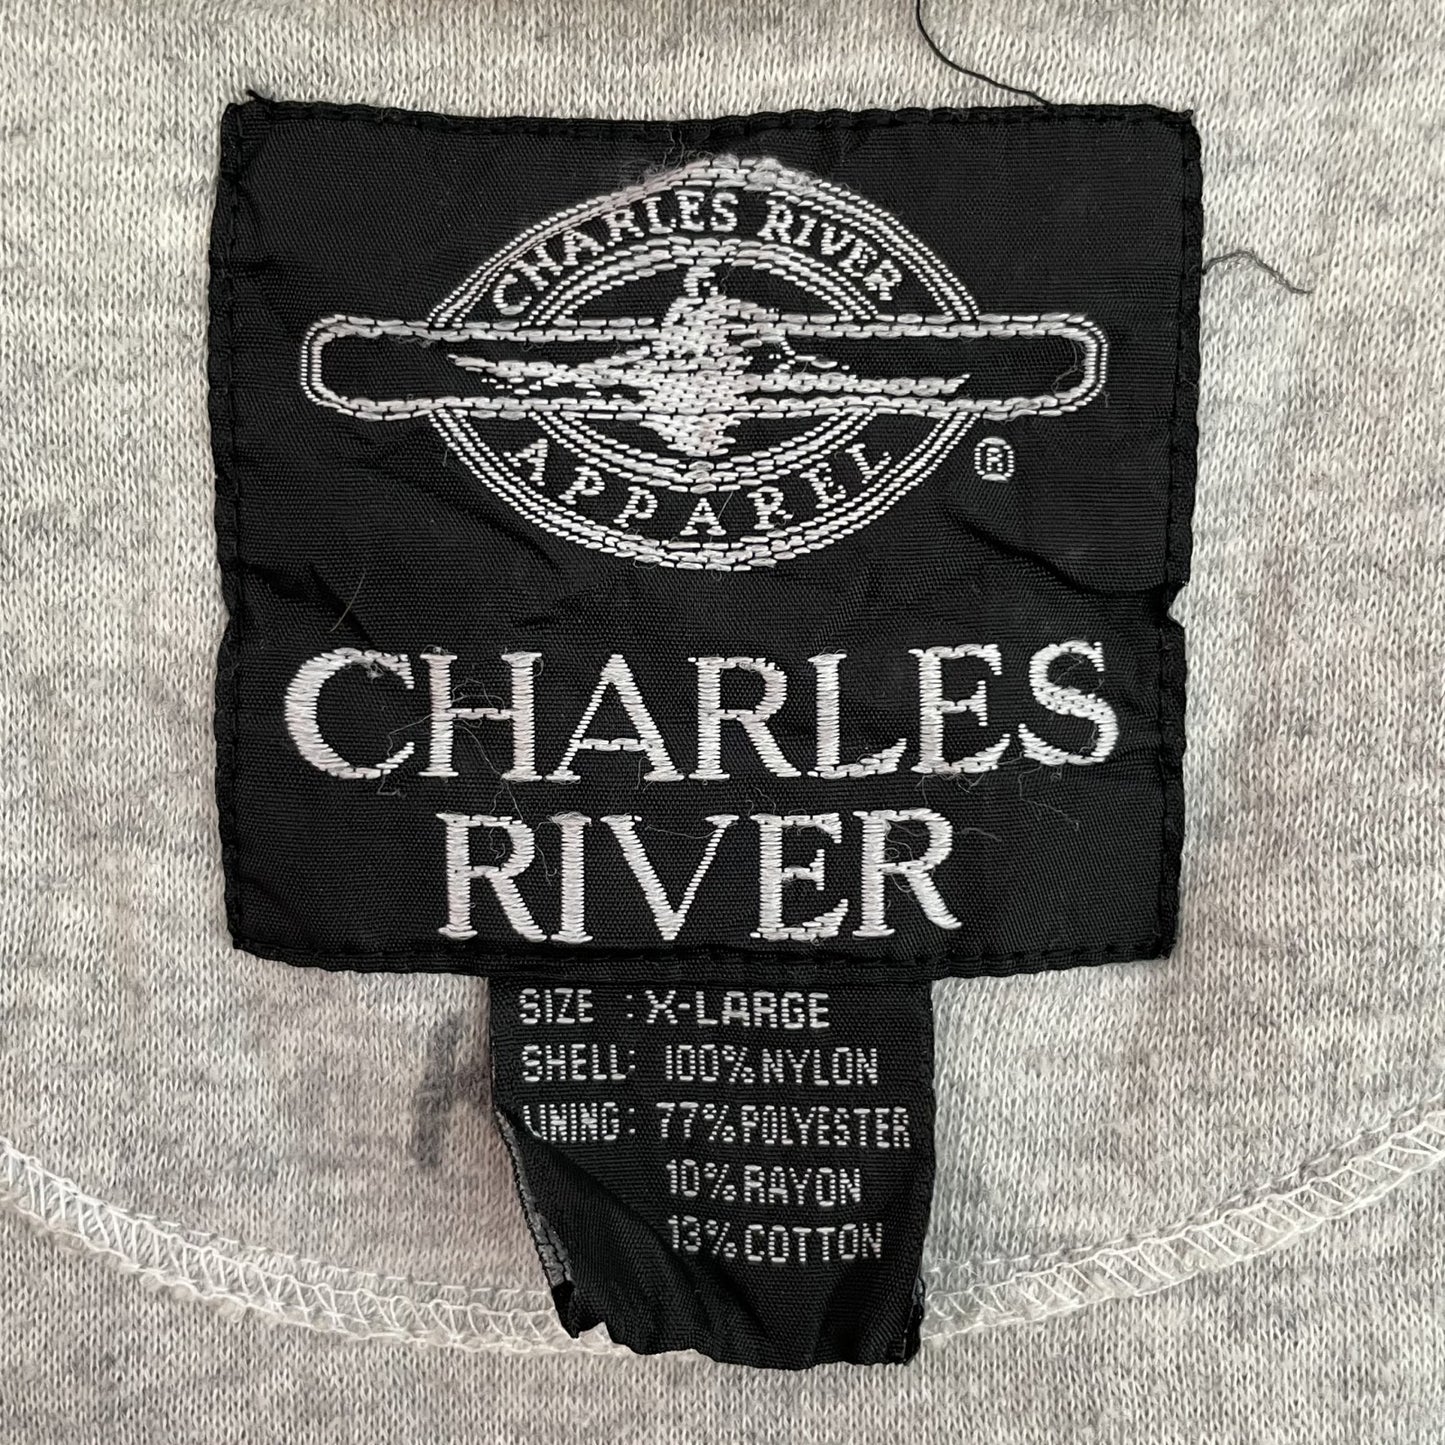 CHARLES RIVER
APPAREL
®
CHARLES
RIVER
SIZE : X-LARGE
SHELL: 100% NYLON
LINING: 77% POLYESTER
10% RAYON
13% COTTON